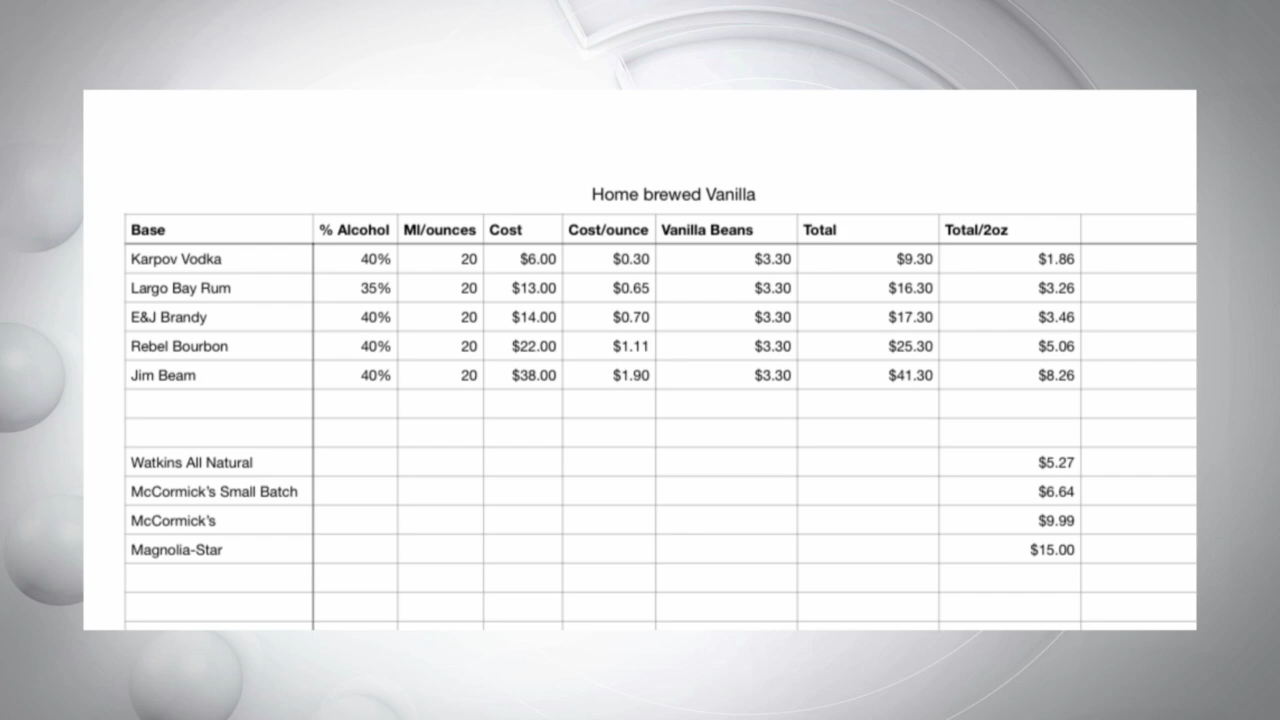 Home brewed Vanilla
Base % Alcohol Ml/ounces Cost Cost/ounce Vanilla Beans Total Total/2oz
Karpov Vodka 40% 20 $6.00 $0.30 $3.30 $9.30 $1.86
Largo Bay Rum 35% 20 $13.00 $0.65 $3.30 $16.30 $3.26
E&J Brandy 40% 20 $14.00 $0.70 $3.30 $17.30 $3.46
Rebel Bourbon 40% 20 $22.00 $1.11 $3.30 $25.30 $5.06
Jim Beam 40% 20 $38.00 $1.90 $3.30 $41.30 $8.26
Watkins All Natural $5.27
McCormick's Small Batch $6.64
McCormick's $9.99
Magnolia-Star $15.00